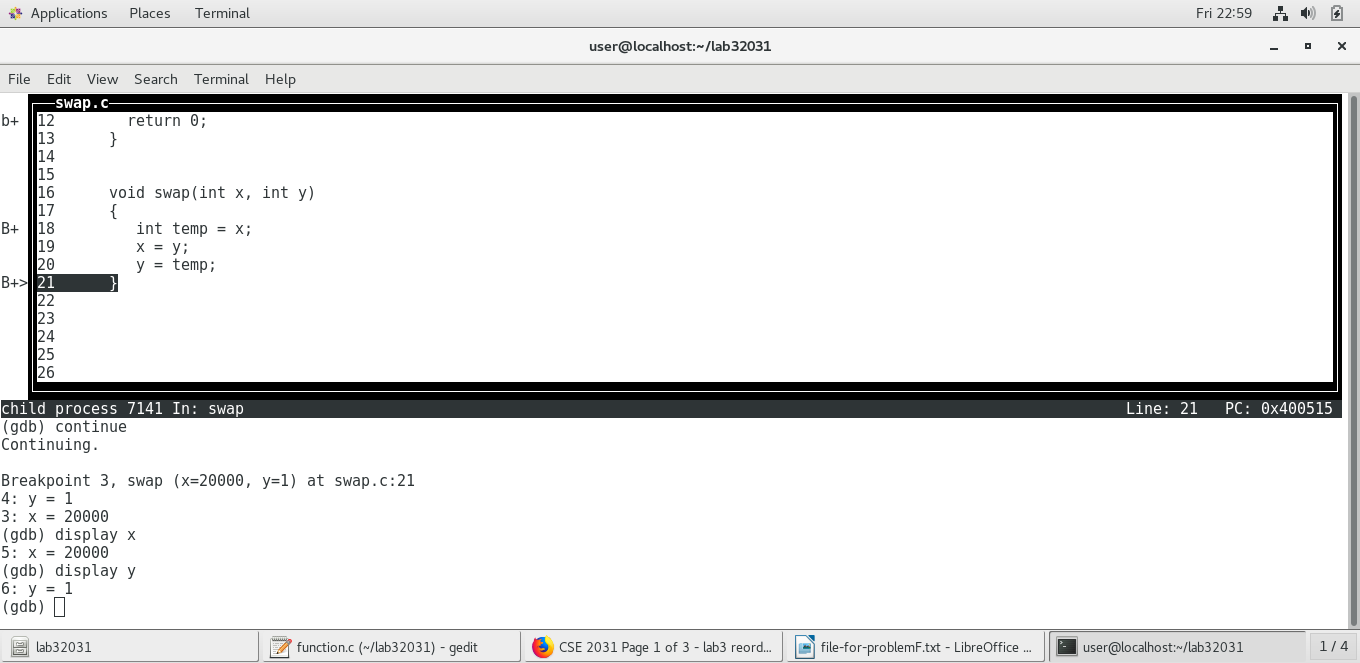 Applications Places Terminal Fri 22:59
user@localhost:~/lab32031
File Edit View Search Terminal Help
swap.c
b+ 12 return 0;
13 }
14
15
16 void swap(int x, int y)
17 {
B+ 18 int temp = x;
19 x = y;
20 y = temp;
B+> 21 }
22
23
24
25
26
child process 7141 In: swap Line: 21 PC: 0x400515
(gdb) continue
Continuing.
Breakpoint 3, swap (x=20000, y=1) at swap.c:21
4: y = 1
3: x = 20000
(gdb) display x
5: x = 20000
(gdb) display y
6: y = 1
(gdb)
lab32031 function.c (~/lab32031) - gedit CSE 2031 Page 1 of 3 - lab3 reord... file-for-problemF.txt - LibreOffice ... user@localhost:~/lab32031 1 / 4